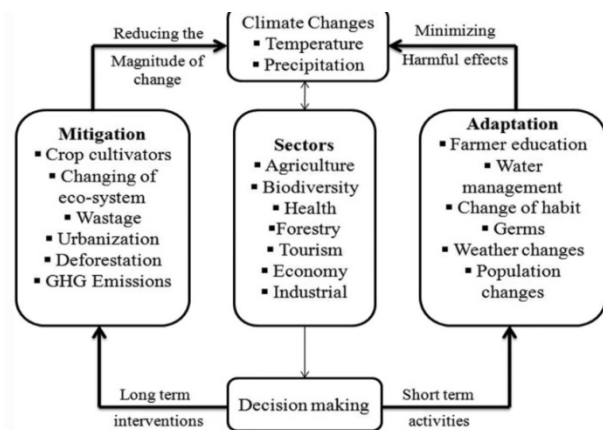 Climate Changes
▪ Temperature
▪ Precipitation
Reducing the
Magnitude of
change
Minimizing
Harmful effects
Mitigation
▪ Crop cultivators
▪ Changing of
eco-system
▪ Wastage
▪ Urbanization
▪ Deforestation
▪ GHG Emissions
Sectors
▪ Agriculture
▪ Biodiversity
▪ Health
▪ Forestry
▪ Tourism
▪ Economy
▪ Industrial
Adaptation
▪ Farmer education
▪ Water
management
▪ Change of habit
▪ Germs
▪ Weather changes
▪ Population
changes
Long term
interventions
Decision making
Short term
activities